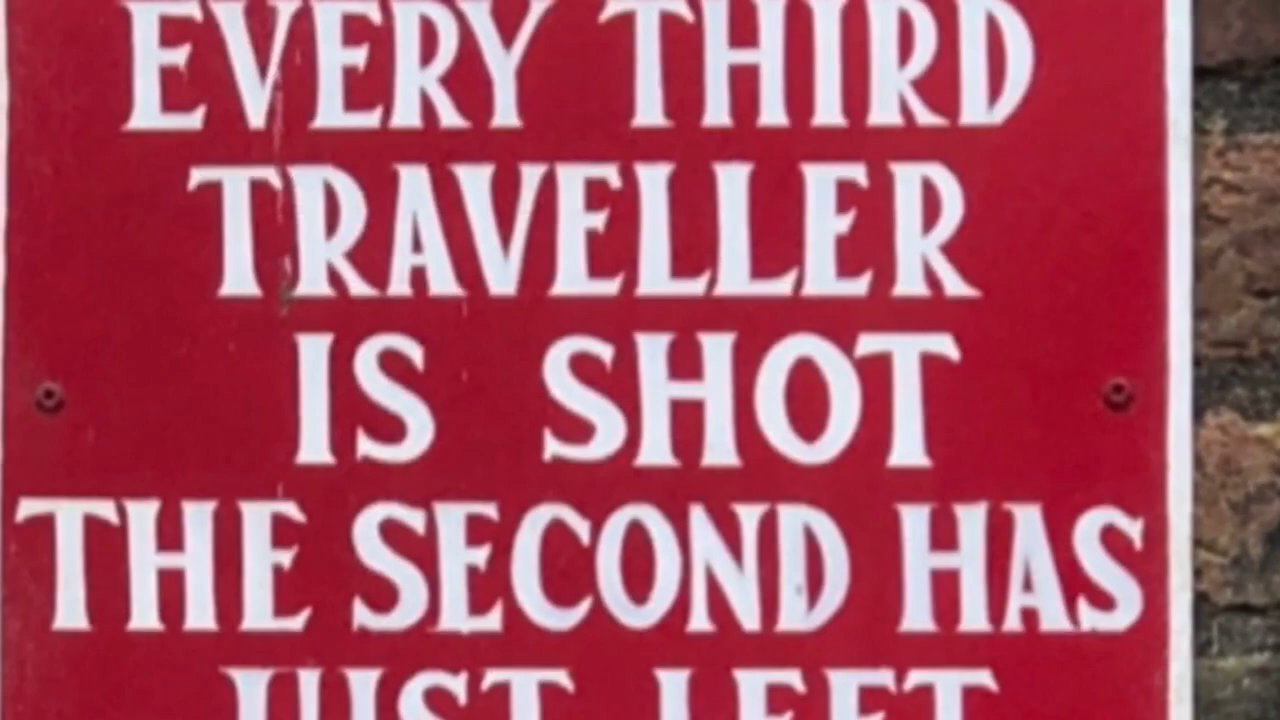 EVERY THIRD
TRAVELLER
IS SHOT
THE SECOND HAS
JUST LEFT